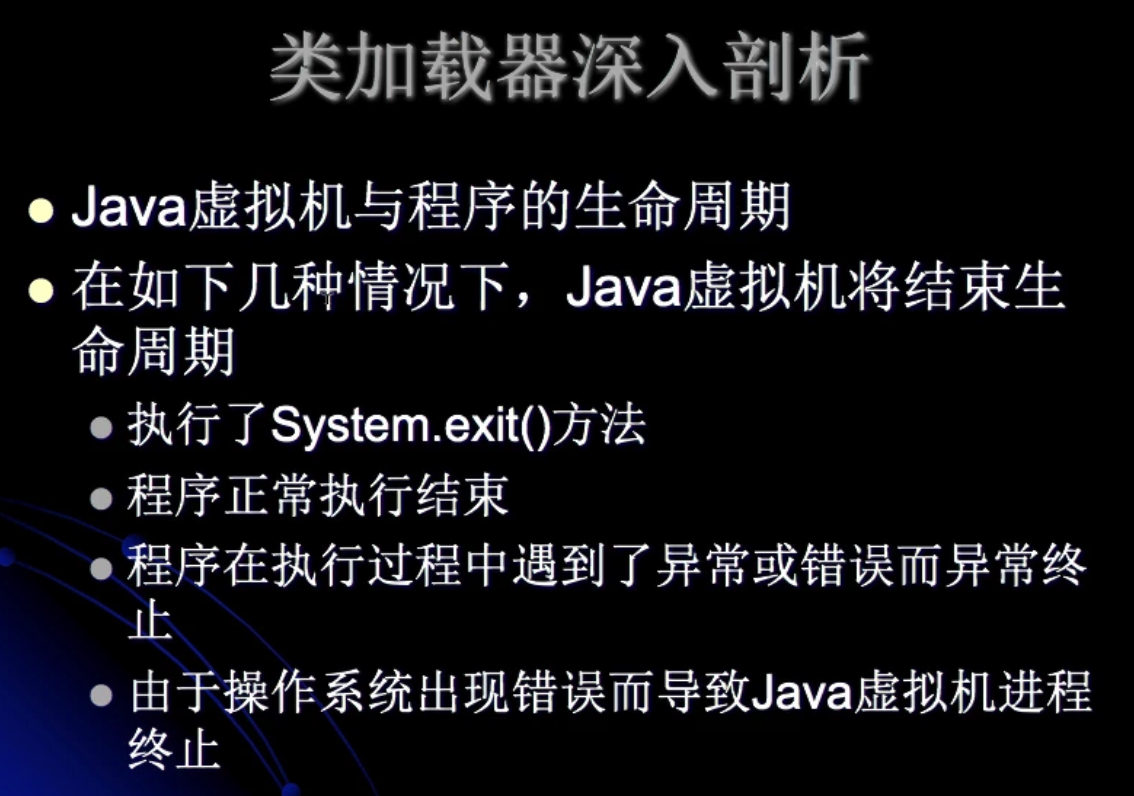 类加载器深入剖析
Java虚拟机与程序的生命周期
在如下几种情况下，Java虚拟机将结束生
命周期
执行了System.exit()方法
程序正常执行结束
程序在执行过程中遇到了异常或错误而异常终
止
由于操作系统出现错误而导致Java虚拟机进程
终止